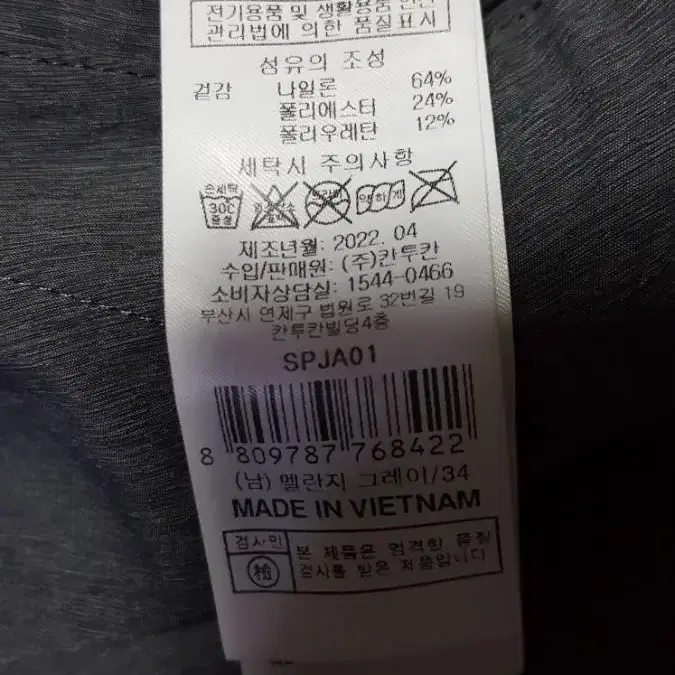 전기용품 및 생활용품 안전
관리법에 의한 품질표시
섬유의 조성
겉감 나일론 64%
폴리에스터 24%
폴리우레탄 12%
세탁시 주의사항
손세탁
30C
중성
약하게
제조년월: 2022. 04
수입/판매원: (주)칸투칸
소비자상담실: 1544-0466
부산시 연제구 법원로 32번길 19
칸투칸빌딩4층
SPJA01
8 809787 768422
(남) 멜란지 그레이/34
MADE IN VIETNAM
검사인 본 제품은 엄격한 품질
檢 검사를 받은 제품입니다